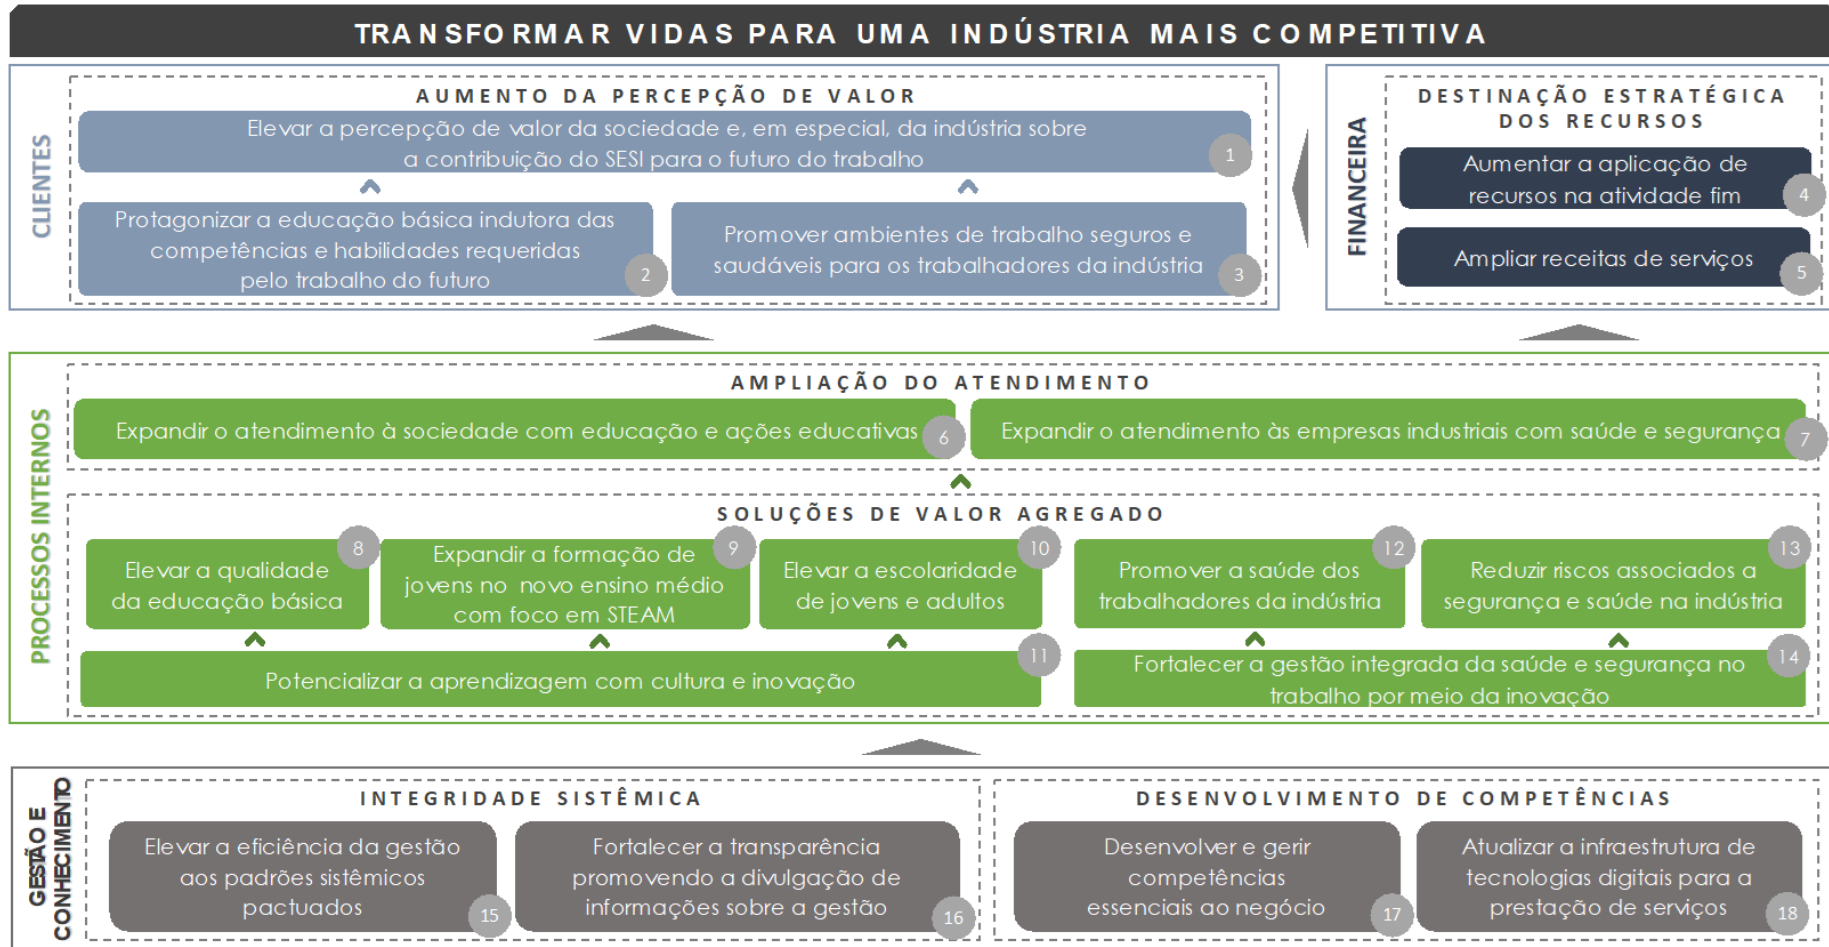 TRANSFORMAR VIDAS PARA UMA INDÚSTRIA MAIS COMPETITIVA
CLIENTES
AUMENTO DA PERCEPÇÃO DE VALOR
Elevar a percepção de valor da sociedade e, em especial, da indústria sobre
a contribuição do SESI para o futuro do trabalho
1
Protagonizar a educação básica indutora das
competências e habilidades requeridas
pelo trabalho do futuro
2
Promover ambientes de trabalho seguros e
saudáveis para os trabalhadores da indústria
3
FINANCEIRA
DESTINAÇÃO ESTRATÉGICA
DOS RECURSOS
Aumentar a aplicação de
recursos na atividade fim
4
Ampliar receitas de serviços
5
PROCESSOS INTERNOS
AMPLIAÇÃO DO ATENDIMENTO
Expandir o atendimento à sociedade com educação e ações educativas
6
Expandir o atendimento às empresas industriais com saúde e segurança
7
SOLUÇÕES DE VALOR AGREGADO
Elevar a qualidade
da educação básica
8
Expandir a formação de
jovens no novo ensino médio
com foco em STEAM
9
Elevar a escolaridade
de jovens e adultos
10
Promover a saúde dos
trabalhadores da indústria
12
Reduzir riscos associados a
segurança e saúde na indústria
13
Potencializar a aprendizagem com cultura e inovação
11
Fortalecer a gestão integrada da saúde e segurança no
trabalho por meio da inovação
14
GESTÃO E
CONHECIMENTO
INTEGRIDADE SISTÊMICA
Elevar a eficiência da gestão
aos padrões sistêmicos
pactuados
15
Fortalecer a transparência
promovendo a divulgação de
informações sobre a gestão
16
DESENVOLVIMENTO DE COMPETÊNCIAS
Desenvolver e gerir
competências
essenciais ao negócio
17
Atualizar a infraestrutura de
tecnologias digitais para a
prestação de serviços
18